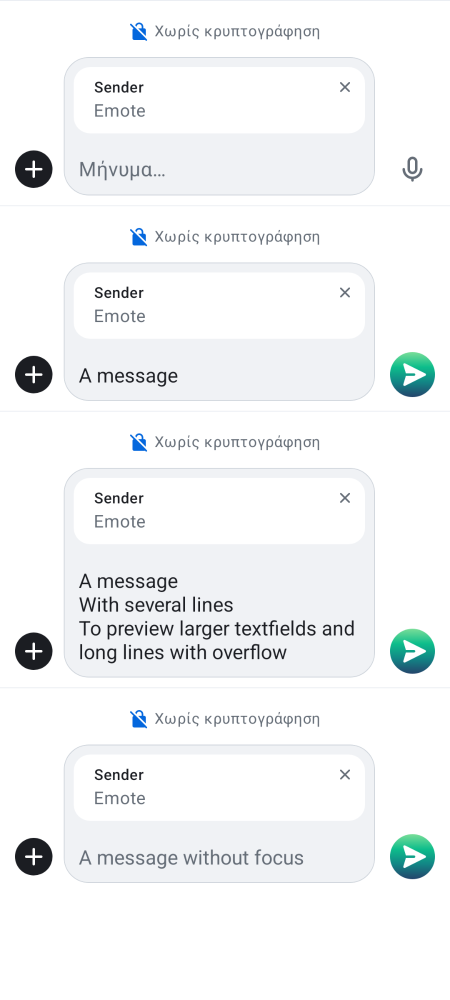 Χωρίς κρυπτογράφηση
Sender
Emote
Μήνυμα…
Χωρίς κρυπτογράφηση
Sender
Emote
A message
Χωρίς κρυπτογράφηση
Sender
Emote
A message
With several lines
To preview larger textfields and
long lines with overflow
Χωρίς κρυπτογράφηση
Sender
Emote
A message without focus